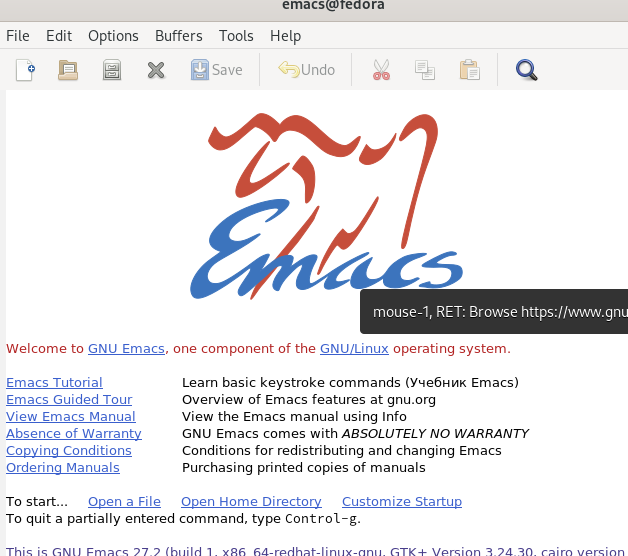 emacs@fedora
File Edit Options Buffers Tools Help
Save Undo
Emacs
mouse-1, RET: Browse https://www.gnu
Welcome to GNU Emacs, one component of the GNU/Linux operating system.
Emacs Tutorial Learn basic keystroke commands (Учебник Emacs)
Emacs Guided Tour Overview of Emacs features at gnu.org
View Emacs Manual View the Emacs manual using Info
Absence of Warranty GNU Emacs comes with ABSOLUTELY NO WARRANTY
Copying Conditions Conditions for redistributing and changing Emacs
Ordering Manuals Purchasing printed copies of manuals
To start... Open a File Open Home Directory Customize Startup
To quit a partially entered command, type Control-g.
This is GNU Emacs 27.2 (build 1, x86_64-redhat-linux-gnu, GTK+ Version 3.24.30, cairo version